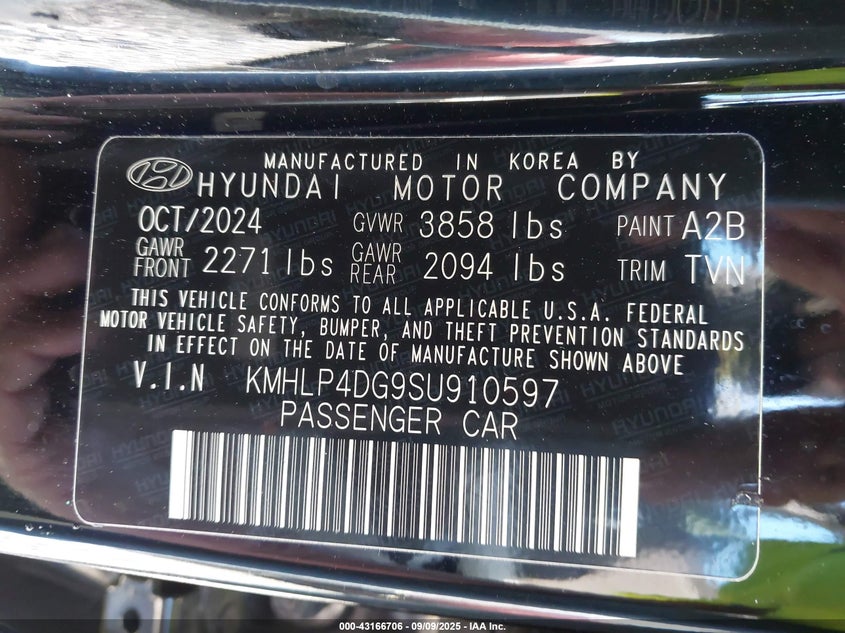 MANUFACTURED IN KOREA BY
HYUNDAI MOTOR COMPANY
OCT/2024 GVWR 3858 lbs PAINT A2B
GAWR FRONT 2271 lbs GAWR REAR 2094 lbs TRIM TVN
THIS VEHICLE CONFORMS TO ALL APPLICABLE U.S.A. FEDERAL
MOTOR VEHICLE SAFETY, BUMPER, AND THEFT PREVENTION STANDARDS
IN EFFECT ON THE DATE OF MANUFACTURE SHOWN ABOVE
V.I.N KMHLP4DG9SU910597
PASSENGER CAR
000-43166706 - 09/09/2025 - IAA Inc.